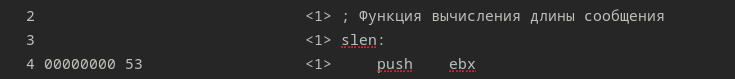 2 <1> ; Функция вычисления длины сообщения
3 <1> slen:
4 00000000 53 <1> push ebx